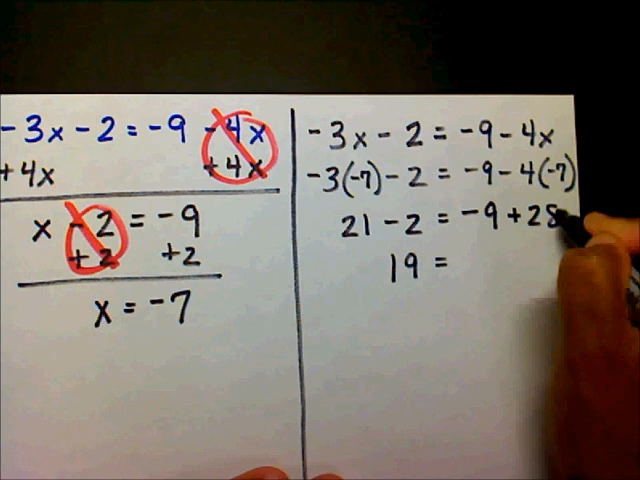 -3x - 2 = -9 - 4x
+4x +4x
x - 2 = -9
+2 +2
x = -7
-3x - 2 = -9 - 4x
-3(-7) - 2 = -9 - 4(-7)
21 - 2 = -9 + 28
19 =